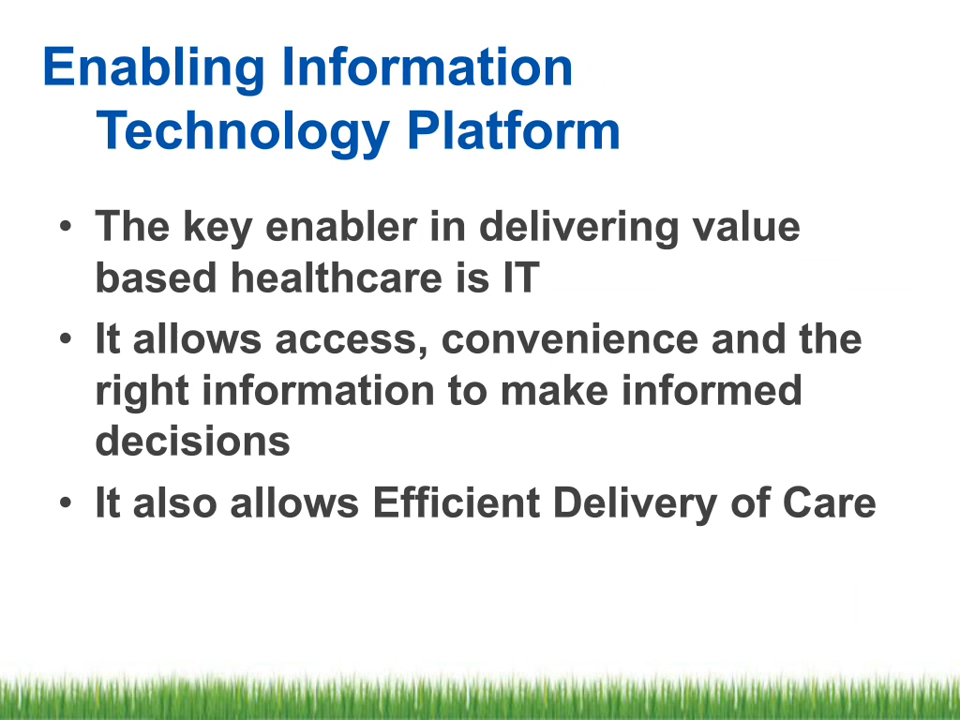 Enabling Information
Technology Platform
• The key enabler in delivering value
based healthcare is IT
• It allows access, convenience and the
right information to make informed
decisions
• It also allows Efficient Delivery of Care